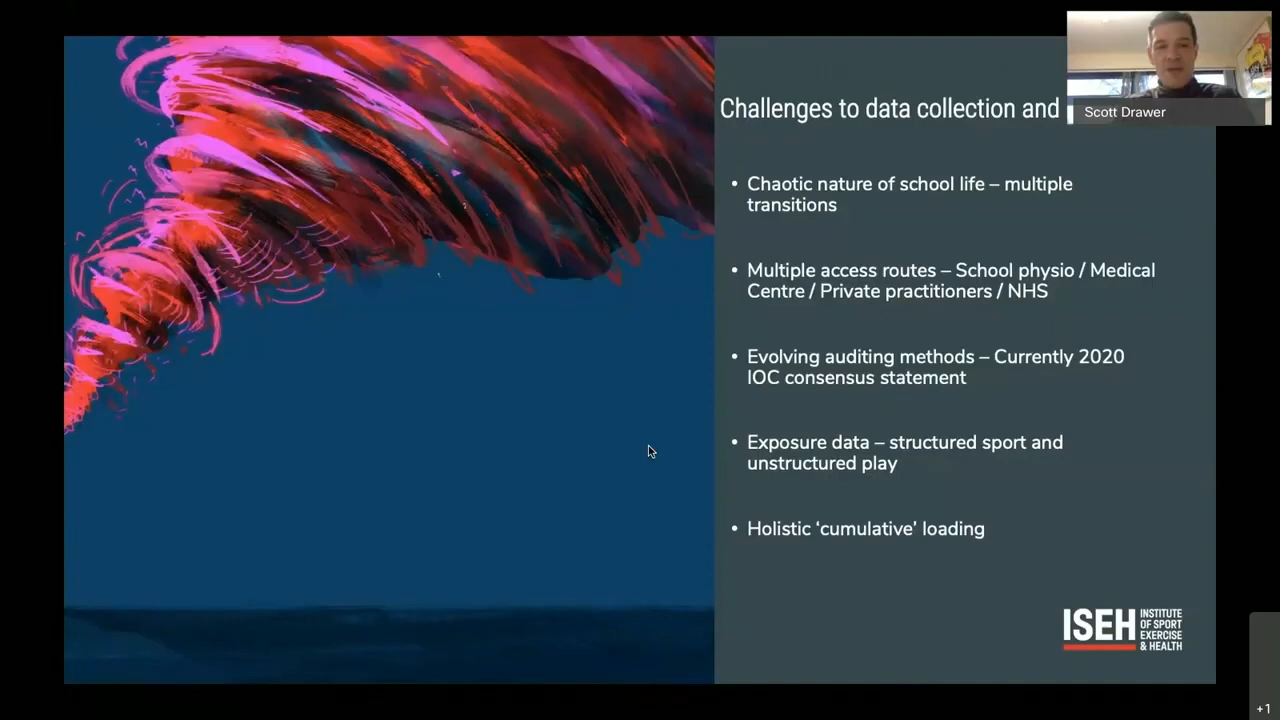 Challenges to data collection and
Scott Drawer
• Chaotic nature of school life – multiple
transitions
• Multiple access routes – School physio / Medical
Centre / Private practitioners / NHS
• Evolving auditing methods – Currently 2020
IOC consensus statement
• Exposure data – structured sport and
unstructured play
• Holistic ‘cumulative’ loading
ISEH
INSTITUTE
OF SPORT
EXERCISE
& HEALTH
+1